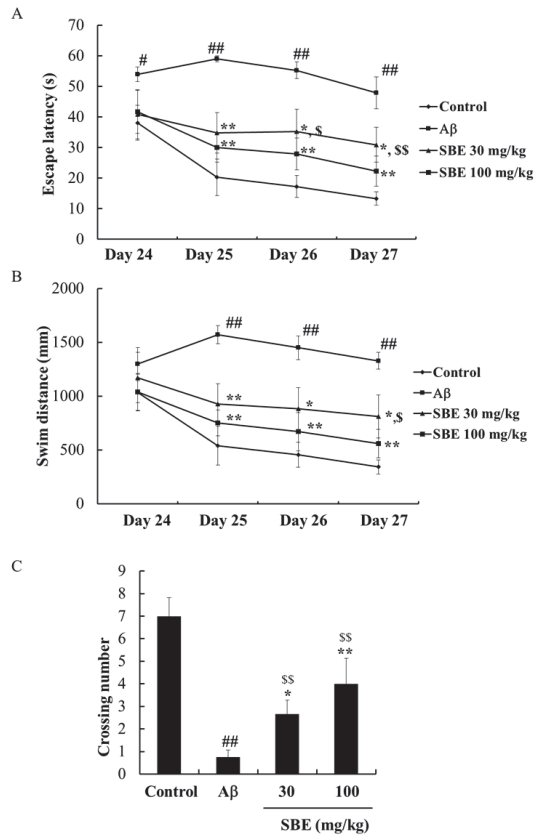 A
70
60
50
40
30
20
10
0
Escape latency (s)
#
##
##
##
**
*, $
*, $$
**
**
**
Day 24 Day 25 Day 26 Day 27
Control
Aβ
SBE 30 mg/kg
SBE 100 mg/kg
B
2000
1500
1000
500
0
Swim distance (mm)
##
##
##
**
*
*,$
**
**
**
Day 24 Day 25 Day 26 Day 27
Control
Aβ
SBE 30 mg/kg
SBE 100 mg/kg
C
9
8
7
6
5
4
3
2
1
0
Crossing number
##
$$
*
$$
**
Control Aβ 30 100
SBE (mg/kg)